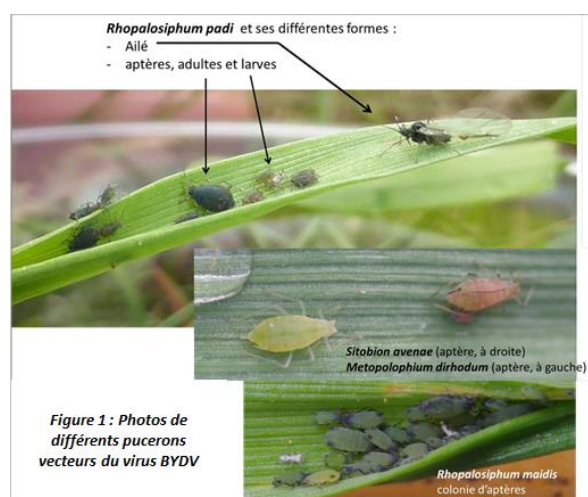 Rhopalosiphum padi et ses différentes formes :
- Ailé
- aptères, adultes et larves
Sitobion avenae (aptère, à droite)
Metopolophium dirhodum (aptère, à gauche)
Figure 1 : Photos de
différents pucerons
vecteurs du virus BYDV
Rhopalosiphum maidis
colonie d'aptères